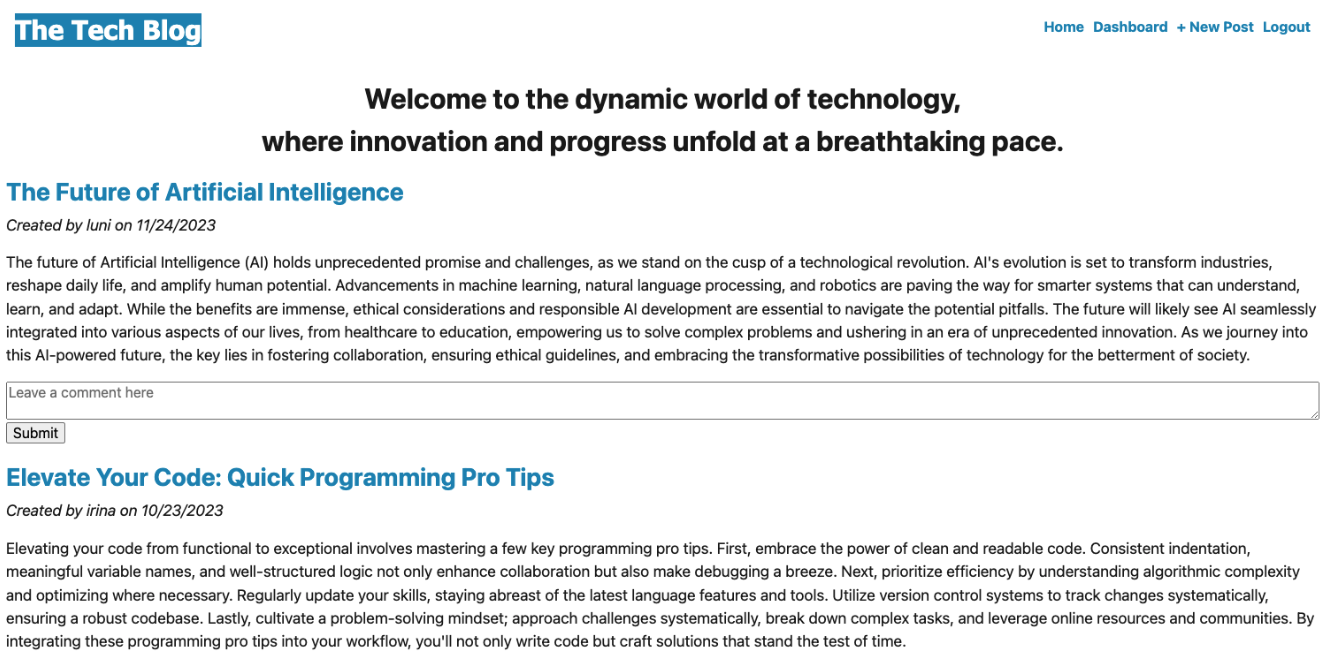 The Tech Blog
Home Dashboard + New Post Logout
Welcome to the dynamic world of technology,
where innovation and progress unfold at a breathtaking pace.
The Future of Artificial Intelligence
Created by luni on 11/24/2023
The future of Artificial Intelligence (AI) holds unprecedented promise and challenges, as we stand on the cusp of a technological revolution. AI's evolution is set to transform industries,
reshape daily life, and amplify human potential. Advancements in machine learning, natural language processing, and robotics are paving the way for smarter systems that can understand,
learn, and adapt. While the benefits are immense, ethical considerations and responsible AI development are essential to navigate the potential pitfalls. The future will likely see AI seamlessly
integrated into various aspects of our lives, from healthcare to education, empowering us to solve complex problems and ushering in an era of unprecedented innovation. As we journey into
this AI-powered future, the key lies in fostering collaboration, ensuring ethical guidelines, and embracing the transformative possibilities of technology for the betterment of society.
Leave a comment here
Submit
Elevate Your Code: Quick Programming Pro Tips
Created by irina on 10/23/2023
Elevating your code from functional to exceptional involves mastering a few key programming pro tips. First, embrace the power of clean and readable code. Consistent indentation,
meaningful variable names, and well-structured logic not only enhance collaboration but also make debugging a breeze. Next, prioritize efficiency by understanding algorithmic complexity
and optimizing where necessary. Regularly update your skills, staying abreast of the latest language features and tools. Utilize version control systems to track changes systematically,
ensuring a robust codebase. Lastly, cultivate a problem-solving mindset; approach challenges systematically, break down complex tasks, and leverage online resources and communities. By
integrating these programming pro tips into your workflow, you'll not only write code but craft solutions that stand the test of time.